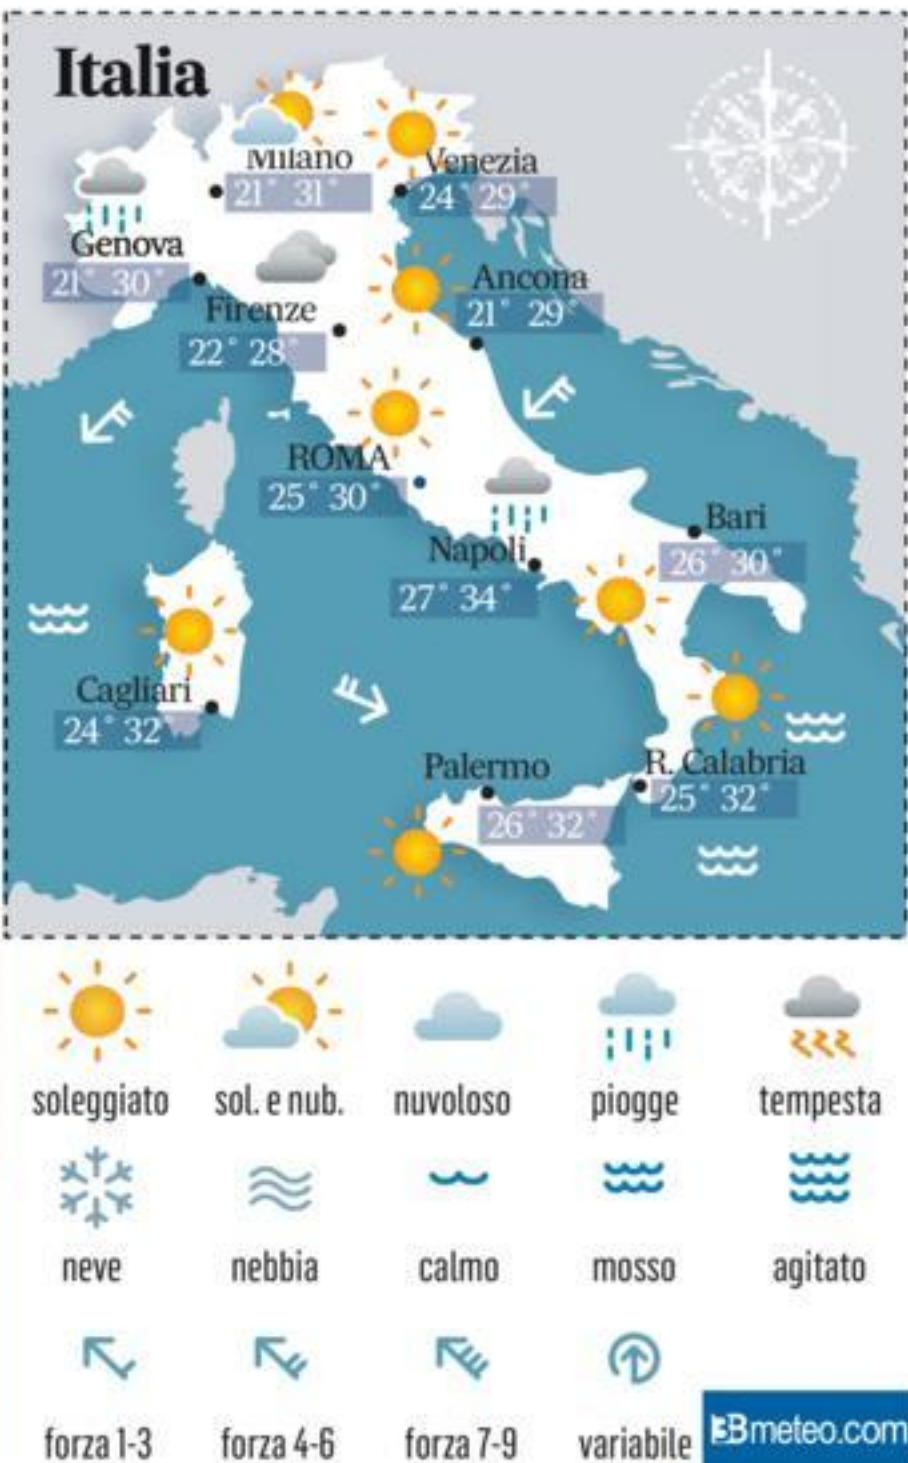 Italia
Milano
21° 31°
Venezia
24° 29°
Genova
21° 30°
Ancona
21° 29°
Firenze
22° 28°
ROMA
25° 30°
Bari
26° 30°
Napoli
27° 34°
Cagliari
24° 32°
Palermo
26° 32°
R. Calabria
25° 32°
soleggiato sol. e nub. nuvoloso piogge tempesta
neve nebbia calmo mosso agitato
forza 1-3 forza 4-6 forza 7-9 variabile
3Bmeteo.com